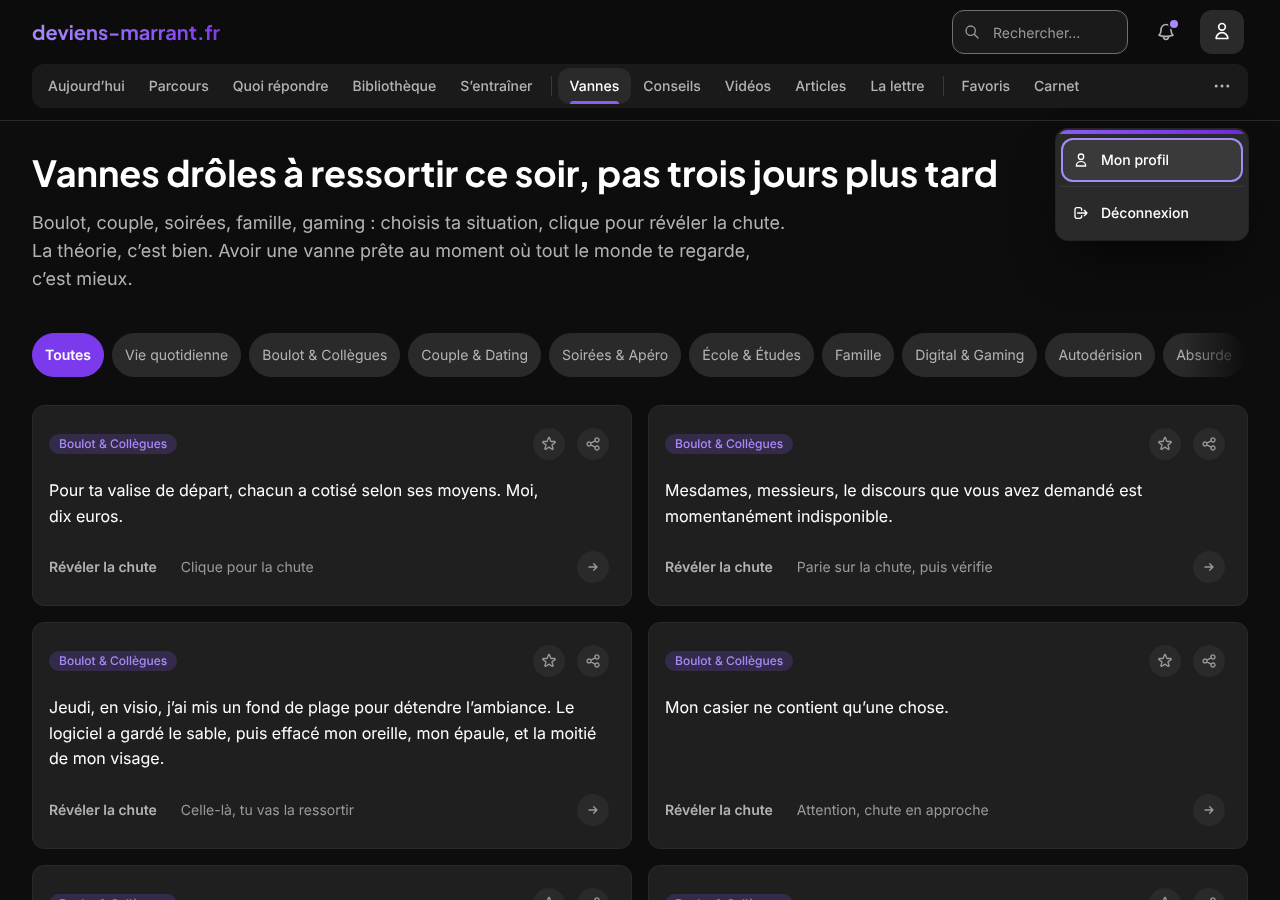 deviens-marrant.fr
Rechercher...
Aujourd’hui Parcours Quoi répondre Bibliothèque S’entraîner Vannes Conseils Vidéos Articles La lettre Favoris Carnet
Mon profil
Déconnexion
Vannes drôles à ressortir ce soir, pas trois jours plus tard
Boulot, couple, soirées, famille, gaming : choisis ta situation, clique pour révéler la chute.
La théorie, c’est bien. Avoir une vanne prête au moment où tout le monde te regarde,
c’est mieux.
Toutes Vie quotidienne Boulot & Collègues Couple & Dating Soirées & Apéro École & Études Famille Digital & Gaming Autodérision Absurde
Boulot & Collègues
Pour ta valise de départ, chacun a cotisé selon ses moyens. Moi,
dix euros.
Révéler la chute Clique pour la chute
Boulot & Collègues
Mesdames, messieurs, le discours que vous avez demandé est
momentanément indisponible.
Révéler la chute Parie sur la chute, puis vérifie
Boulot & Collègues
Jeudi, en visio, j’ai mis un fond de plage pour détendre l’ambiance. Le
logiciel a gardé le sable, puis effacé mon oreille, mon épaule, et la moitié
de mon visage.
Révéler la chute Celle-là, tu vas la ressortir
Boulot & Collègues
Mon casier ne contient qu’une chose.
Révéler la chute Attention, chute en approche